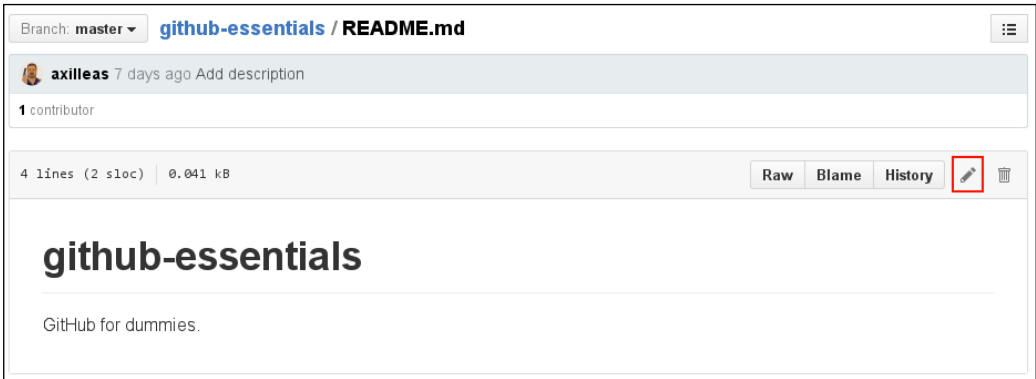 Branch: master github-essentials / README.md
axilleas 7 days ago Add description
1 contributor
4 lines (2 sloc) 0.041 kB Raw Blame History
github-essentials
GitHub for dummies.